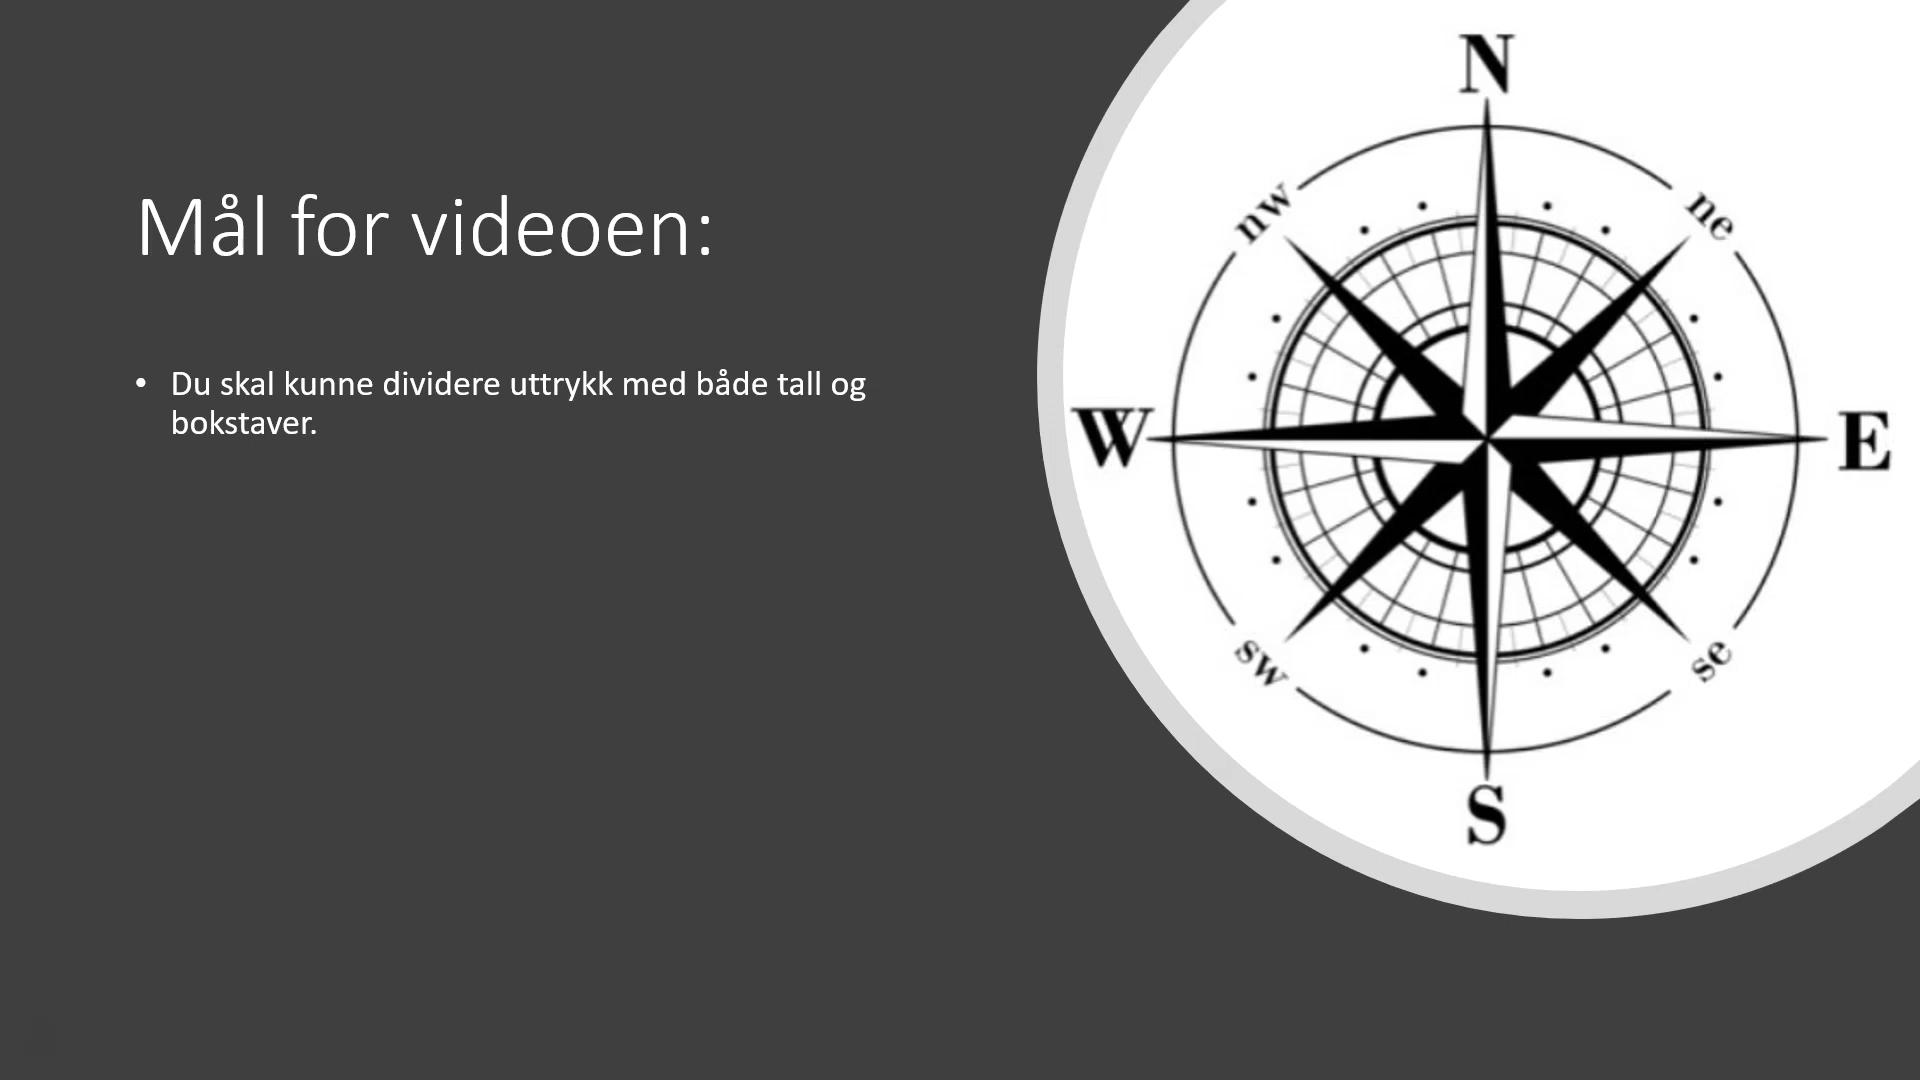 Mål for videoen:
• Du skal kunne dividere uttrykk med både tall og
bokstaver.
N
nw
ne
W
E
sw
se
S